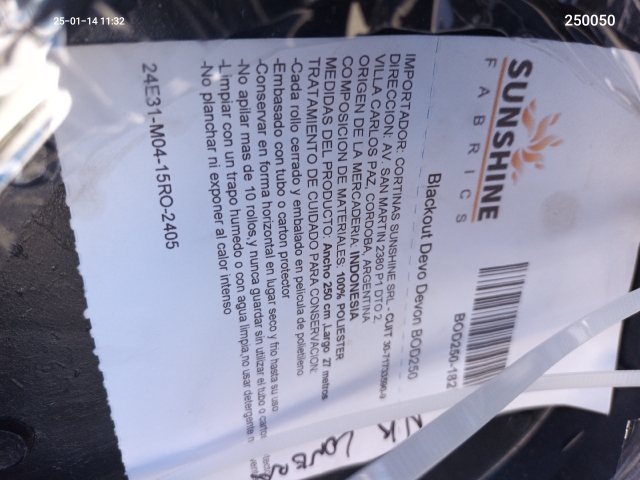 25-01-14 11:32
250050
SUNSHINE
FABRICS
BOD250-182
Blackout Devo Devon BOD250
IMPORTADOR: CORTINAS SUNSHINE SRL - CUIT
DIRECCION: AV. SAN MARTIN 2380 P1 DTO 2,
VILLA CARLOS PAZ, CORDOBA, ARGENTINA
ORIGEN DE LA MERCADERIA: INDONESIA
COMPOSICION DE MATERIALES: 100% POLIESTER
MEDIDAS DEL PRODUCTO: Ancho 250 cm ,Largo 27 metros
TRATAMIENTO DE CUIDADO PARA CONSERVACION:
-Cada rollo cerrado y embalado en pelicula de polietileno
-Embasado con tubo o carton protector
-Conservar en forma horizontal en lugar seco y frio hasta su uso
-No apilar mas de 10 rollos,y nunca guardar sin utilizar el tubo o
-Limpiar con un trapo humedo o con agua limpia,no usar detergente
-No planchar ni exponer al calor intenso
24E31-M04-15RO-2405